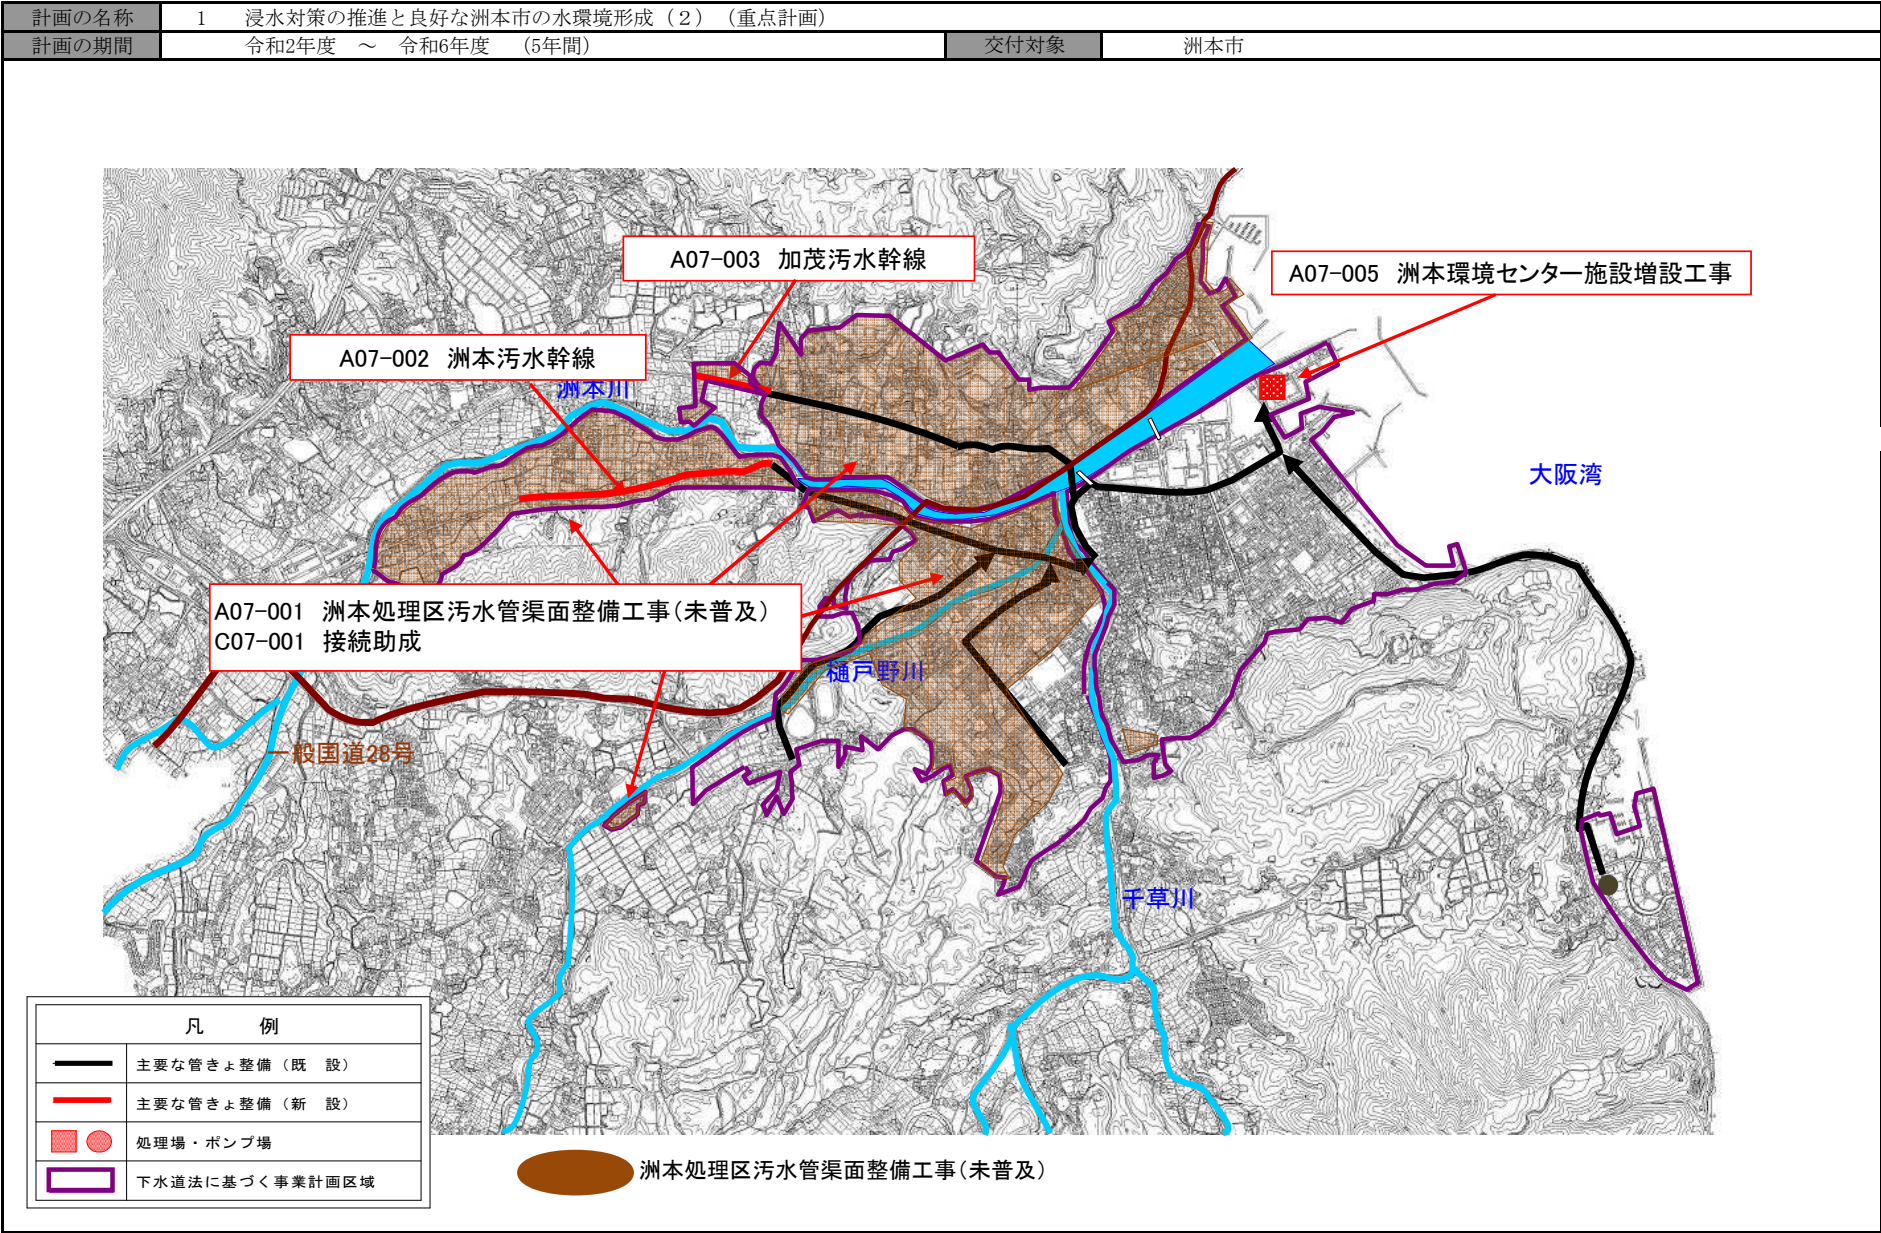 計画の名称 1 浸水対策の推進と良好な洲本市の水環境形成（２）（重点計画）
計画の期間 令和2年度 ～ 令和6年度 （5年間） 交付対象 洲本市
A07-003 加茂汚水幹線
A07-005 洲本環境センター施設増設工事
A07-002 洲本汚水幹線
洲本川
大阪湾
A07-001 洲本処理区汚水管渠面整備工事（未普及）
C07-001 接続助成
樋戸野川
一般国道28号
千草川
凡 例
主要な管きょ整備（既 設）
主要な管きょ整備（新 設）
処理場・ポンプ場
下水道法に基づく事業計画区域
洲本処理区汚水管渠面整備工事（未普及）